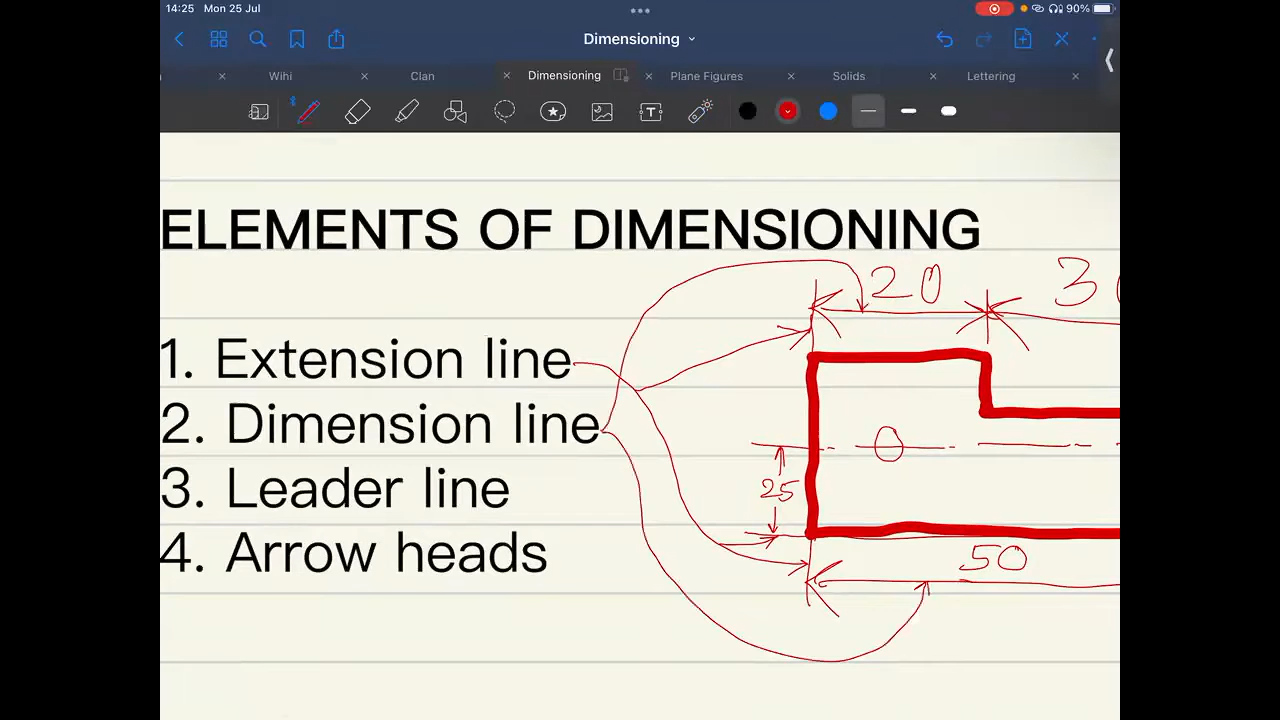 14:25 Mon 25 Jul 90%
Dimensioning
Wihi Clan Dimensioning Plane Figures Solids Lettering
T
ELEMENTS OF DIMENSIONING
20
1. Extension line
2. Dimension line
3. Leader line
25
4. Arrow heads
50